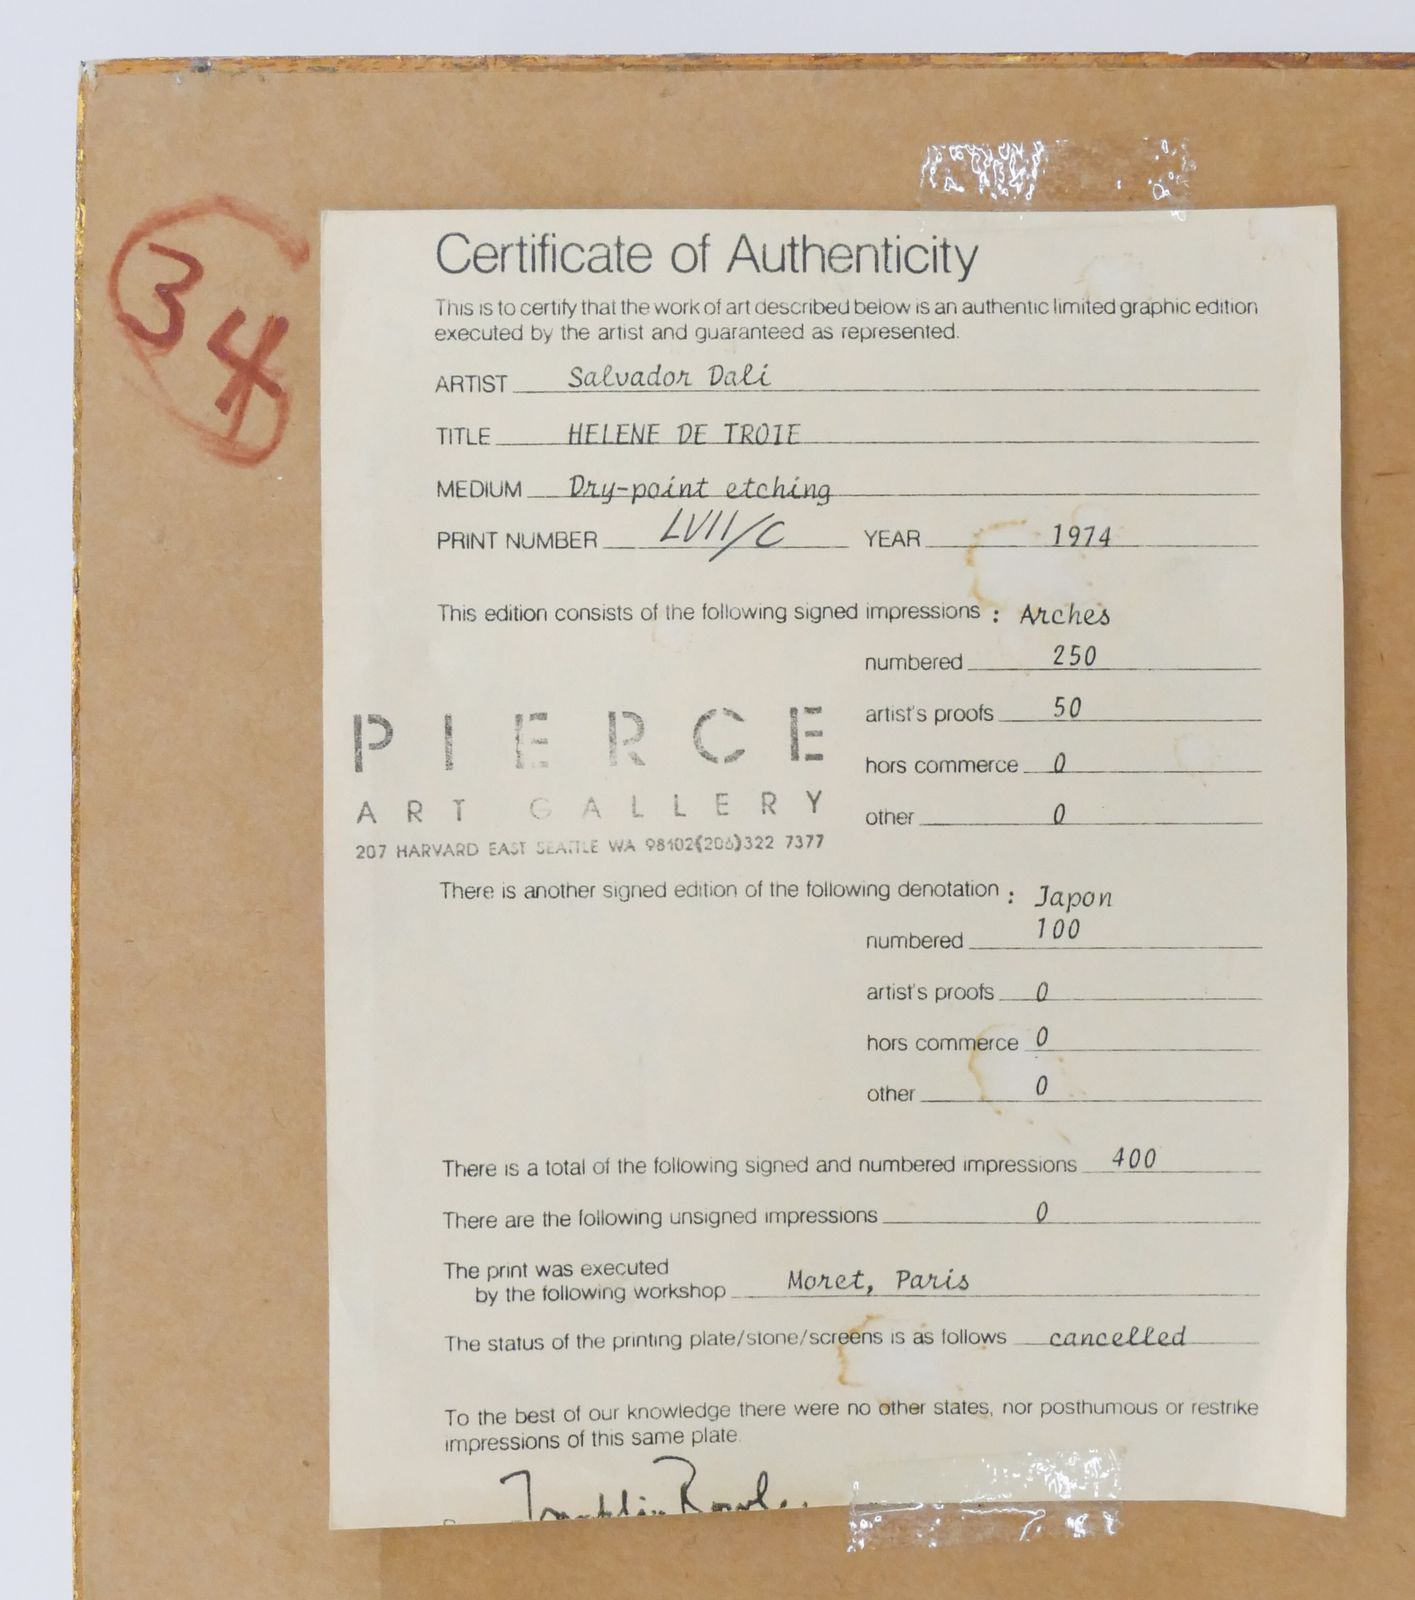 34
Certificate of Authenticity
This is to certify that the work of art described below is an authentic limited graphic edition
executed by the artist and guaranteed as represented.
ARTIST Salvador Dali
TITLE HELENE DE TROIE
MEDIUM Dry-point etching
PRINT NUMBER LVII/C YEAR 1974
This edition consists of the following signed impressions : Arches
numbered 250
artist's proofs 50
hors commerce 0
other 0
PIERCE
ART GALLERY
207 HARVARD EAST SEATTLE WA 98102(206)322 7377
There is another signed edition of the following denotation : Japon
numbered 100
artist's proofs 0
hors commerce 0
other 0
There is a total of the following signed and numbered impressions 400
There are the following unsigned impressions 0
The print was executed
by the following workshop Moret, Paris
The status of the printing plate/stone/screens is as follows cancelled
To the best of our knowledge there were no other states, nor posthumous or restrike
impressions of this same plate.